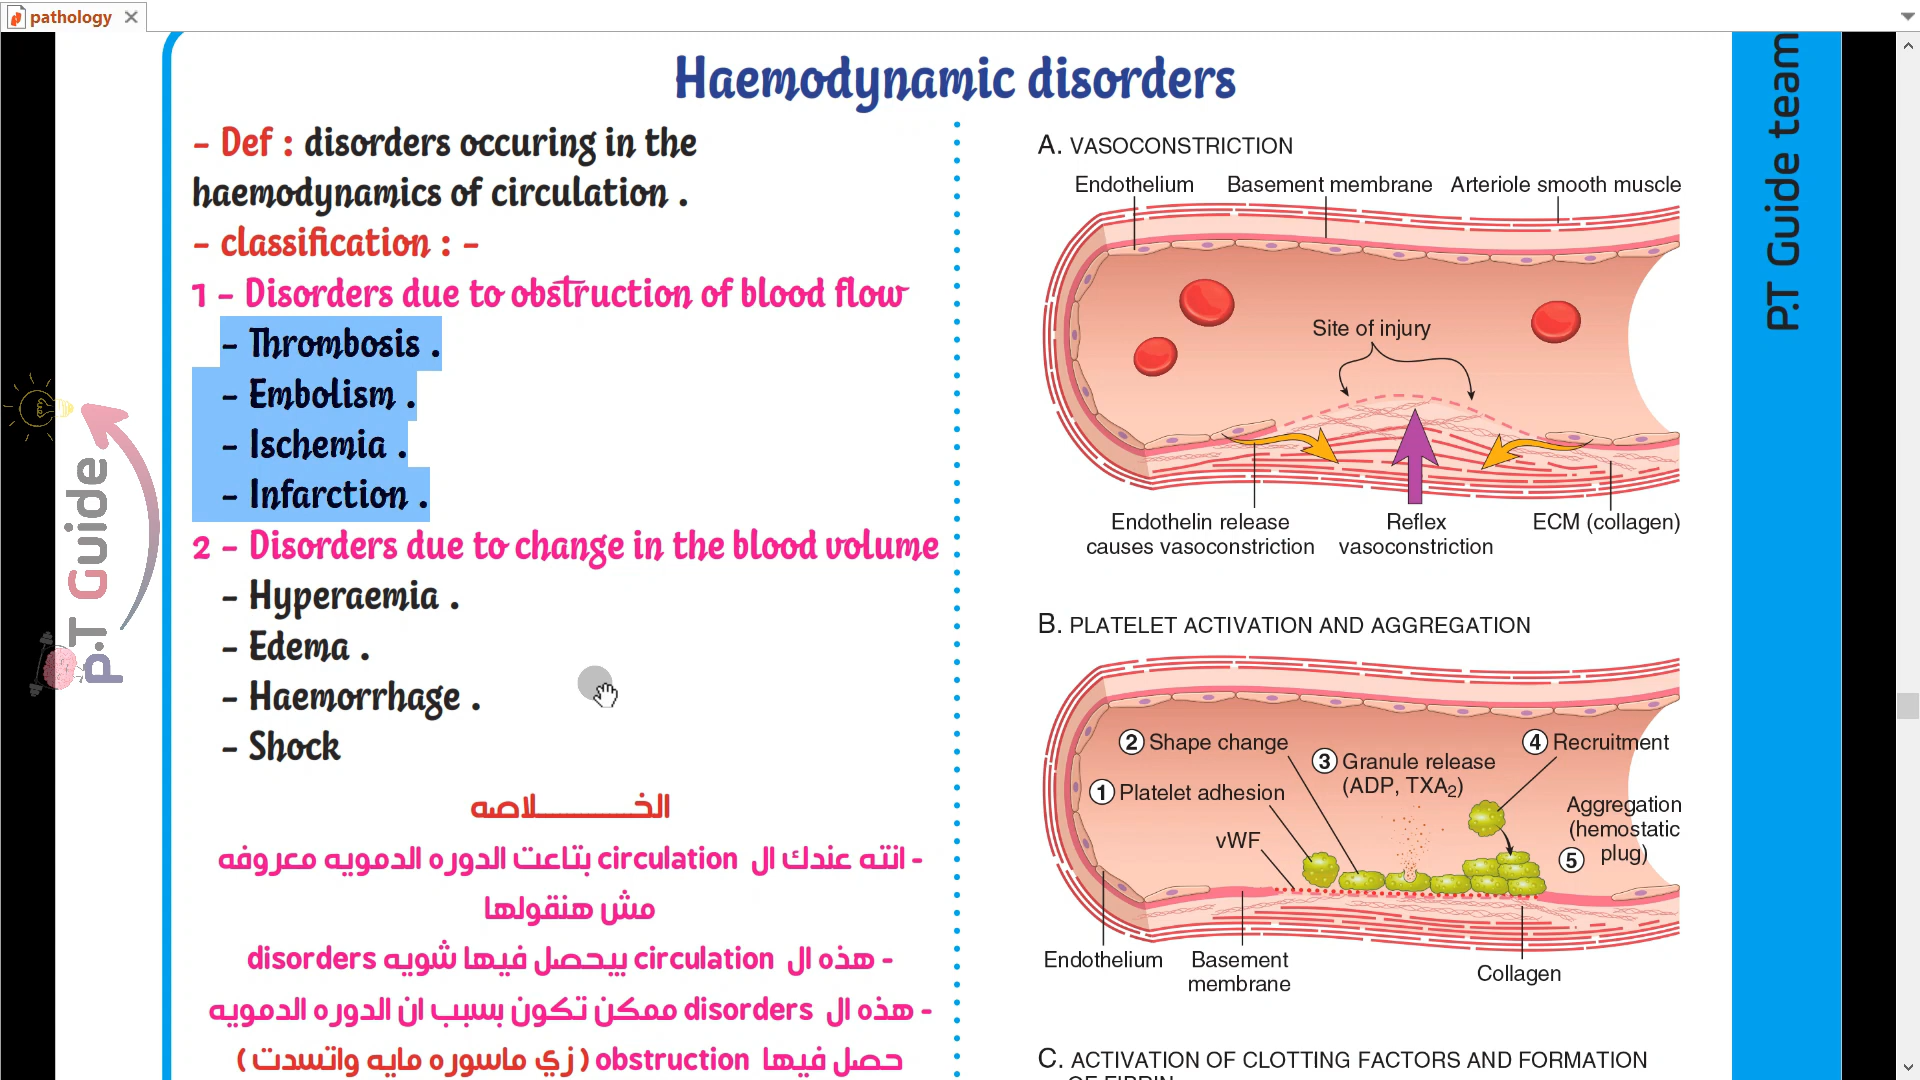 pathology
Haemodynamic disorders
- Def : disorders occuring in the
haemodynamics of circulation .
- classification : -
1 - Disorders due to obstruction of blood flow
- Thrombosis .
- Embolism .
- Ischemia .
- Infarction .
2 - Disorders due to change in the blood volume
- Hyperaemia .
- Edema .
- Haemorrhage .
- Shock
الخـــــــــــــلاصه
- انته عندك ال circulation بتاعت الدوره الدمويه معروفه
مش هنقولها
- هذه ال circulation بيحصل فيها شويه disorders
- هذه ال disorders ممكن تكون بسبب ان الدوره الدمويه
حصل فيها obstruction ( زي ماسوره مايه واتسدت )
A. VASOCONSTRICTION
Endothelium Basement membrane Arteriole smooth muscle
Site of injury
Endothelin release
causes vasoconstriction
Reflex
vasoconstriction
ECM (collagen)
B. PLATELET ACTIVATION AND AGGREGATION
2 Shape change
3 Granule release
(ADP, TXA2)
4 Recruitment
1 Platelet adhesion
vWF
Aggregation
(hemostatic
5 plug)
Endothelium
Basement
membrane
Collagen
C. ACTIVATION OF CLOTTING FACTORS AND FORMATION
OF FIBRIN
P.T Guide team
P.T Guide